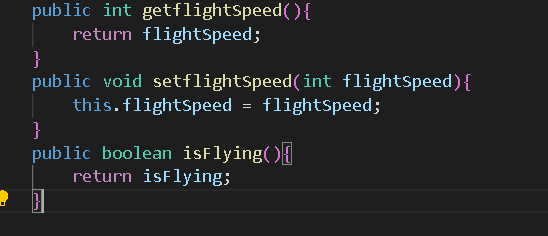 public int getflightSpeed(){
    return flightSpeed;
}
public void setflightSpeed(int flightSpeed){
    this.flightSpeed = flightSpeed;
}
public boolean isFlying(){
    return isFlying;
}